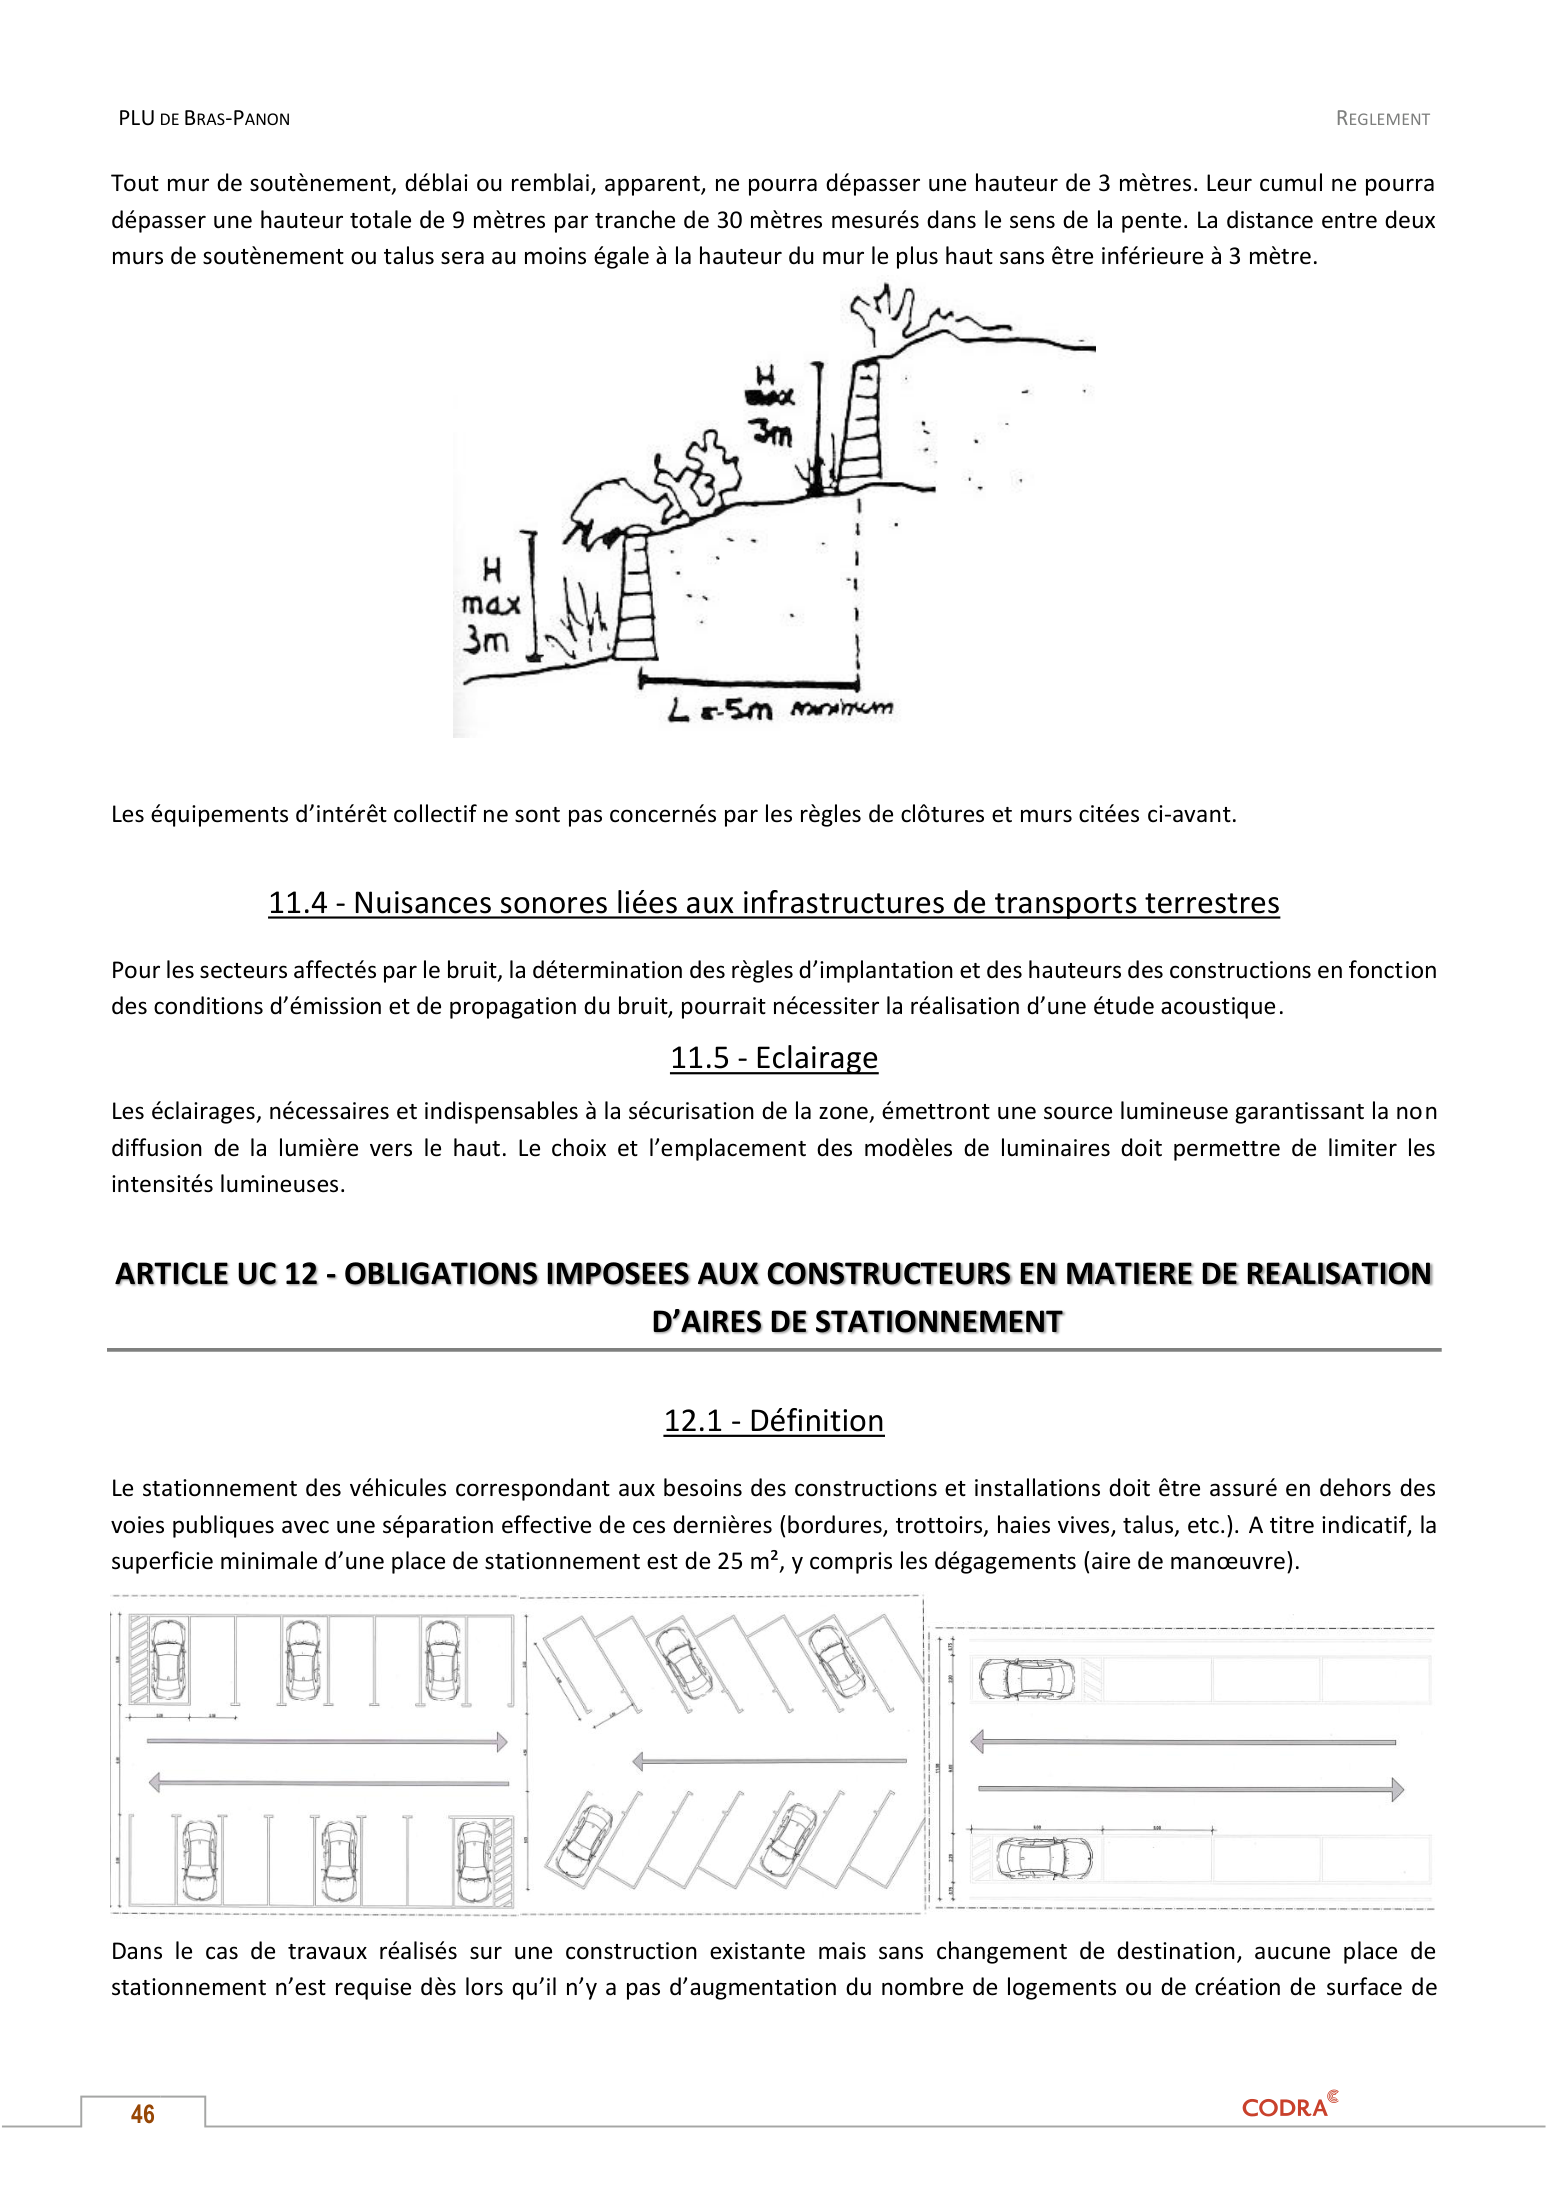 PLU DE BRAS-PANON
REGLEMENT
Tout mur de soutènement, déblai ou remblai, apparent, ne pourra dépasser une hauteur de 3 mètres. Leur cumul ne pourra
dépasser une hauteur totale de 9 mètres par tranche de 30 mètres mesurés dans le sens de la pente. La distance entre deux
murs de soutènement ou talus sera au moins égale à la hauteur du mur le plus haut sans être inférieure à 3 mètre.
H
max
3m
H
max
3m
L = 5m minimum
Les équipements d’intérêt collectif ne sont pas concernés par les règles de clôtures et murs citées ci-avant.
11.4 - Nuisances sonores liées aux infrastructures de transports terrestres
Pour les secteurs affectés par le bruit, la détermination des règles d’implantation et des hauteurs des constructions en fonction
des conditions d’émission et de propagation du bruit, pourrait nécessiter la réalisation d’une étude acoustique.
11.5 - Eclairage
Les éclairages, nécessaires et indispensables à la sécurisation de la zone, émettront une source lumineuse garantissant la non
diffusion de la lumière vers le haut. Le choix et l’emplacement des modèles de luminaires doit permettre de limiter les
intensités lumineuses.
ARTICLE UC 12 - OBLIGATIONS IMPOSEES AUX CONSTRUCTEURS EN MATIERE DE REALISATION
D’AIRES DE STATIONNEMENT
12.1 - Définition
Le stationnement des véhicules correspondant aux besoins des constructions et installations doit être assuré en dehors des
voies publiques avec une séparation effective de ces dernières (bordures, trottoirs, haies vives, talus, etc.). A titre indicatif, la
superficie minimale d’une place de stationnement est de 25 m², y compris les dégagements (aire de manœuvre).
Dans le cas de travaux réalisés sur une construction existante mais sans changement de destination, aucune place de
stationnement n’est requise dès lors qu’il n’y a pas d’augmentation du nombre de logements ou de création de surface de
46
CODRA